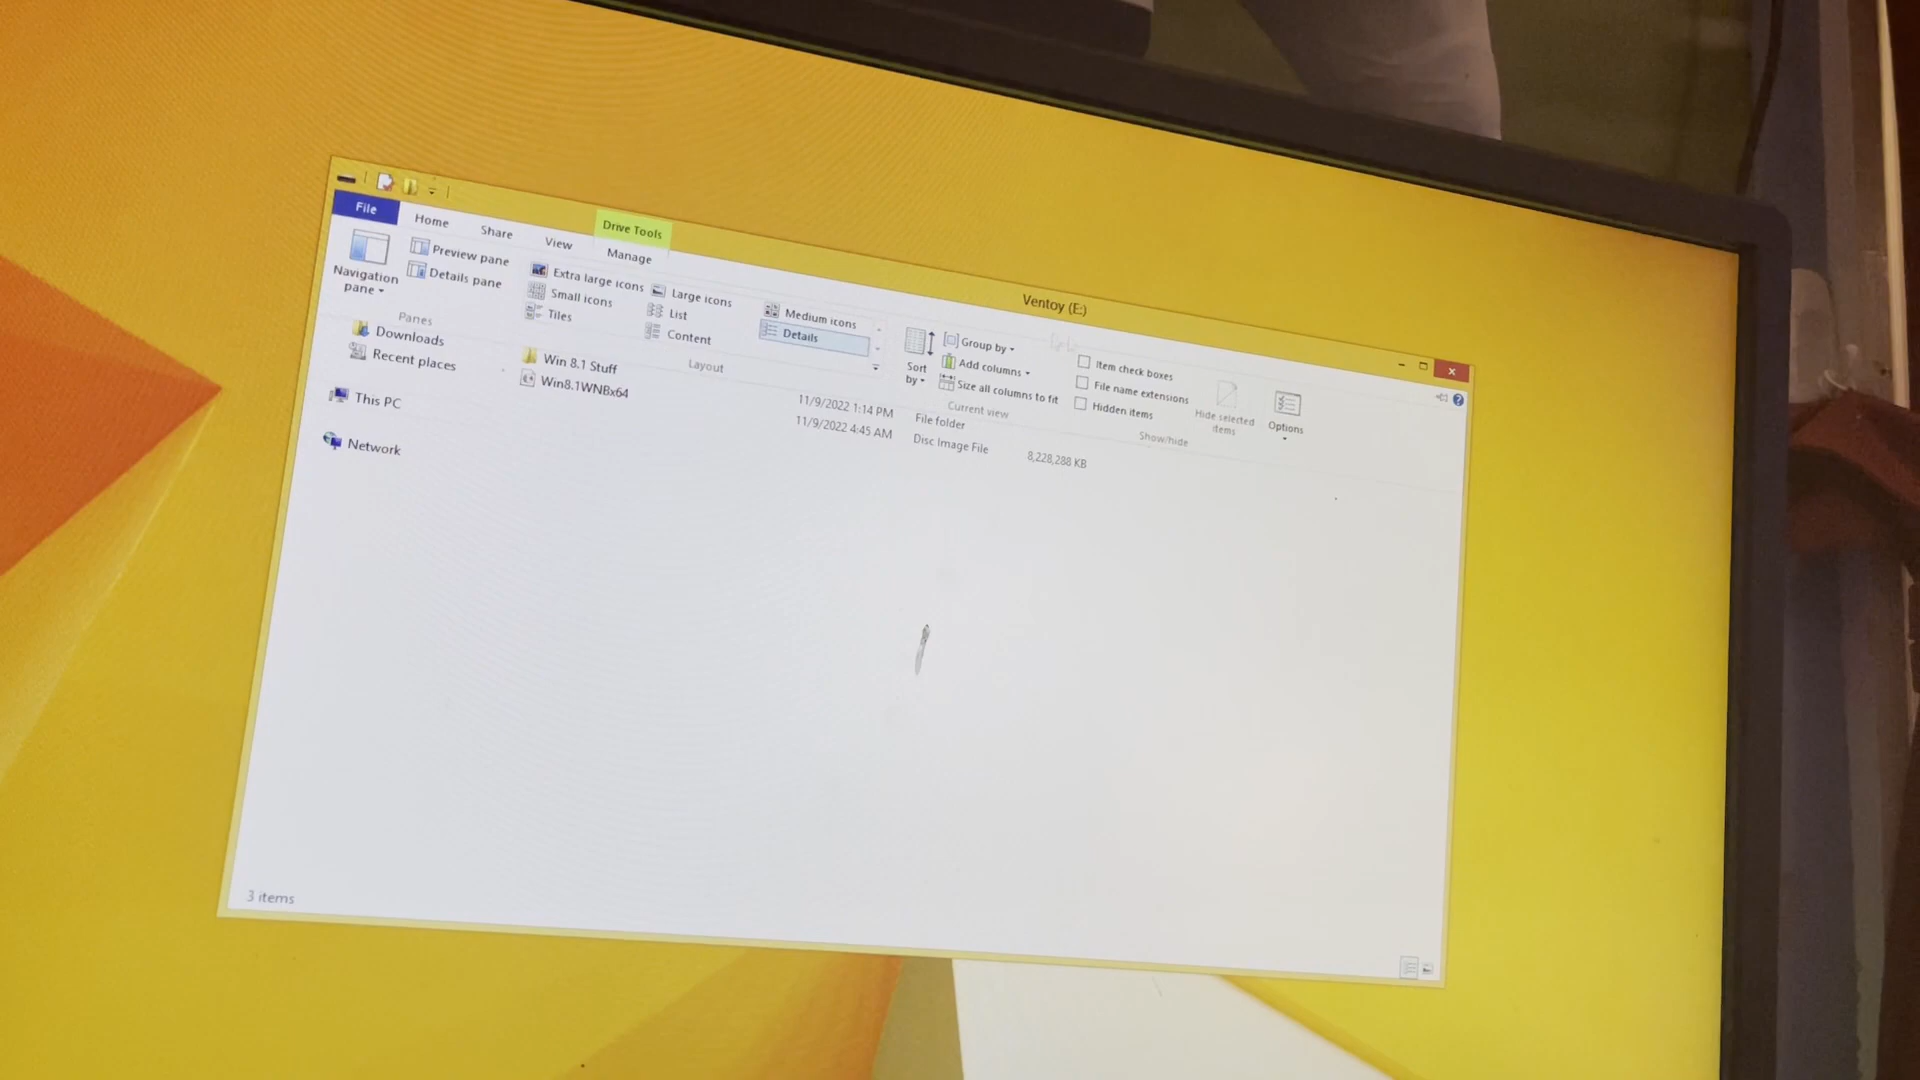 File
Home
Share
View
Drive Tools
Manage
Ventoy (E:)
Navigation
pane
Preview pane
Details pane
Panes
Extra large icons
Large icons
Medium icons
Small icons
List
Details
Tiles
Content
Layout
Sort
by
Group by
Add columns
Size all columns to fit
Current view
Item check boxes
File name extensions
Hidden items
Show/hide
Hide selected
items
Options
Downloads
Recent places
This PC
Network
Win 8.1 Stuff
11/9/2022 1:14 PM
File folder
Win8.1WNBx64
11/9/2022 4:45 AM
Disc Image File
8,228,288 KB
3 items